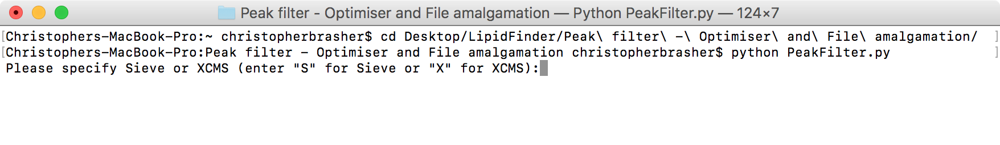 Peak filter - Optimiser and File amalgamation — Python PeakFilter.py — 124×7
[Christophers-MacBook-Pro:~ christopherbrasher$ cd Desktop/LipidFinder/Peak\ filter\ -\ Optimiser\ and\ File\ amalgamation/ ]
[Christophers-MacBook-Pro:Peak filter - Optimiser and File amalgamation christopherbrasher$ python PeakFilter.py ]
Please specify Sieve or XCMS (enter "S" for Sieve or "X" for XCMS):